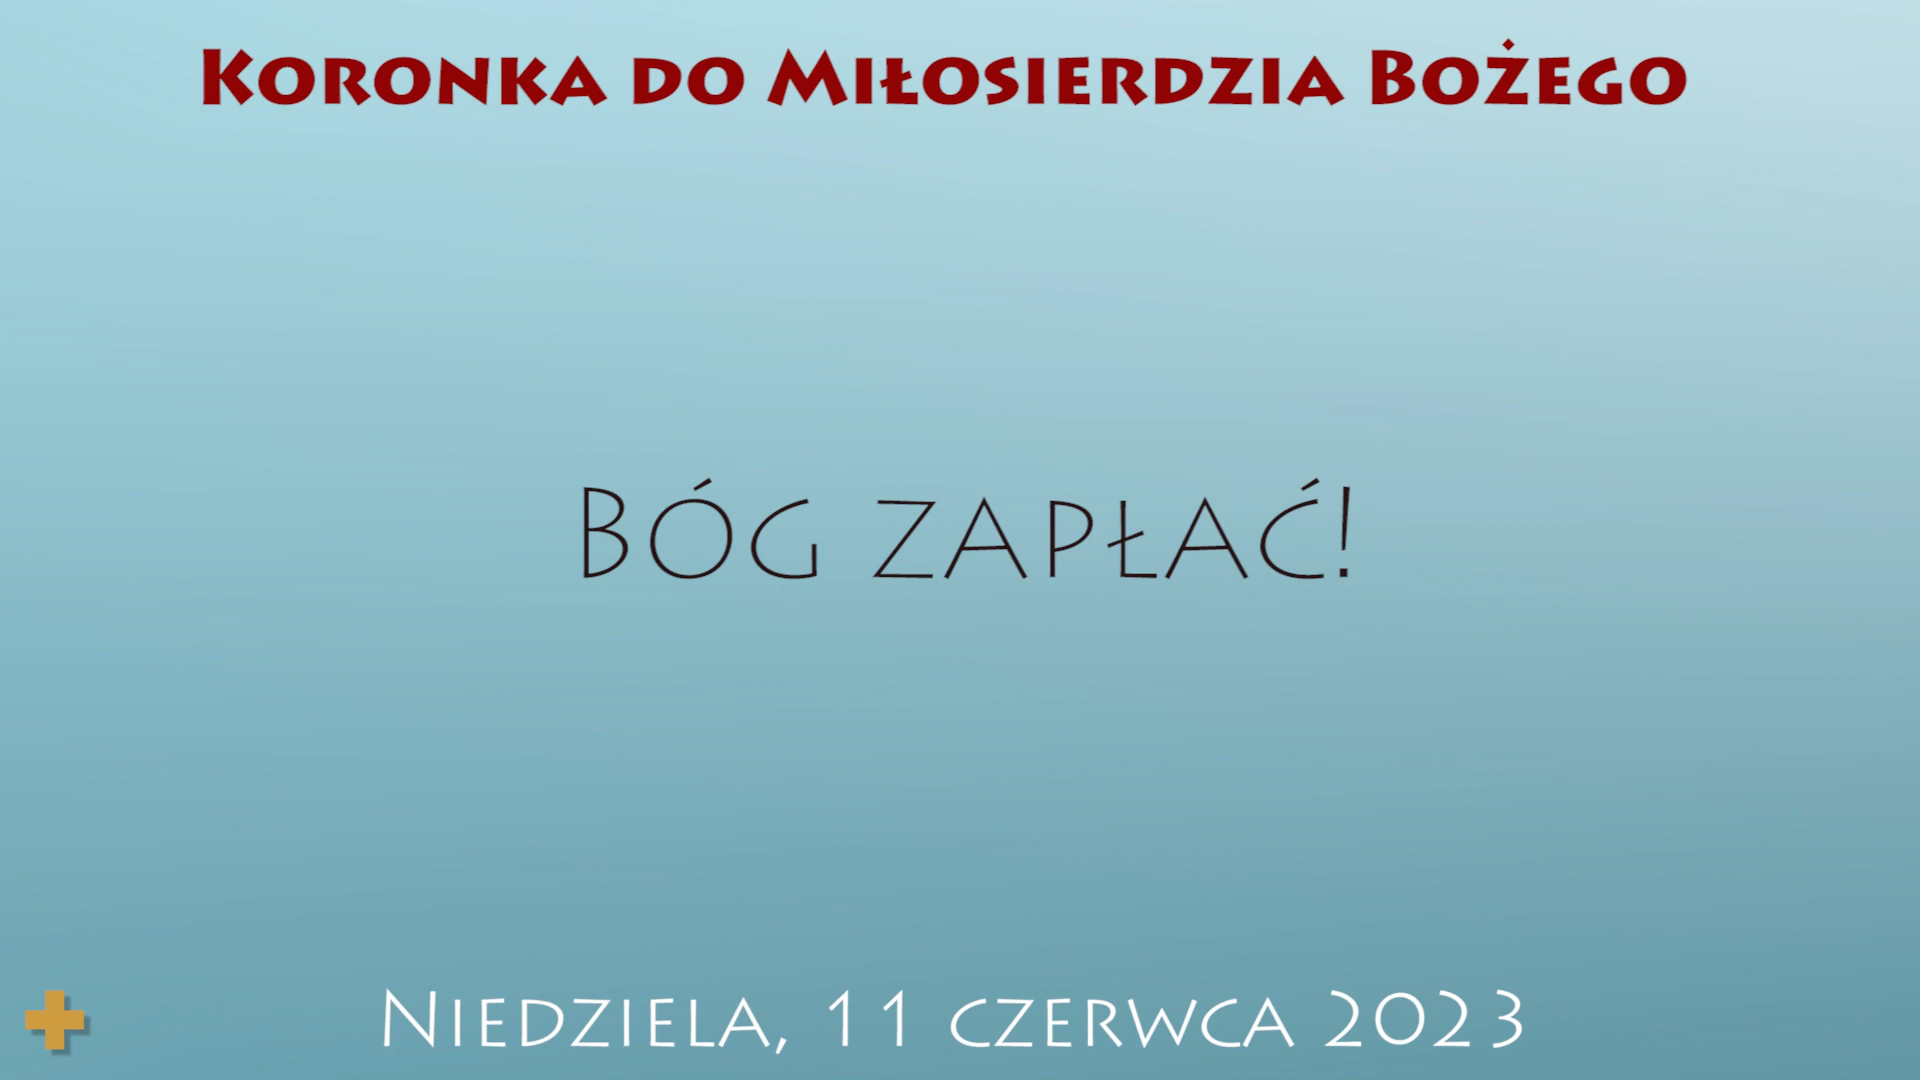 Koronka do Miłosierdzia Bożego
Bóg zapłać!
Niedziela, 11 czerwca 2023